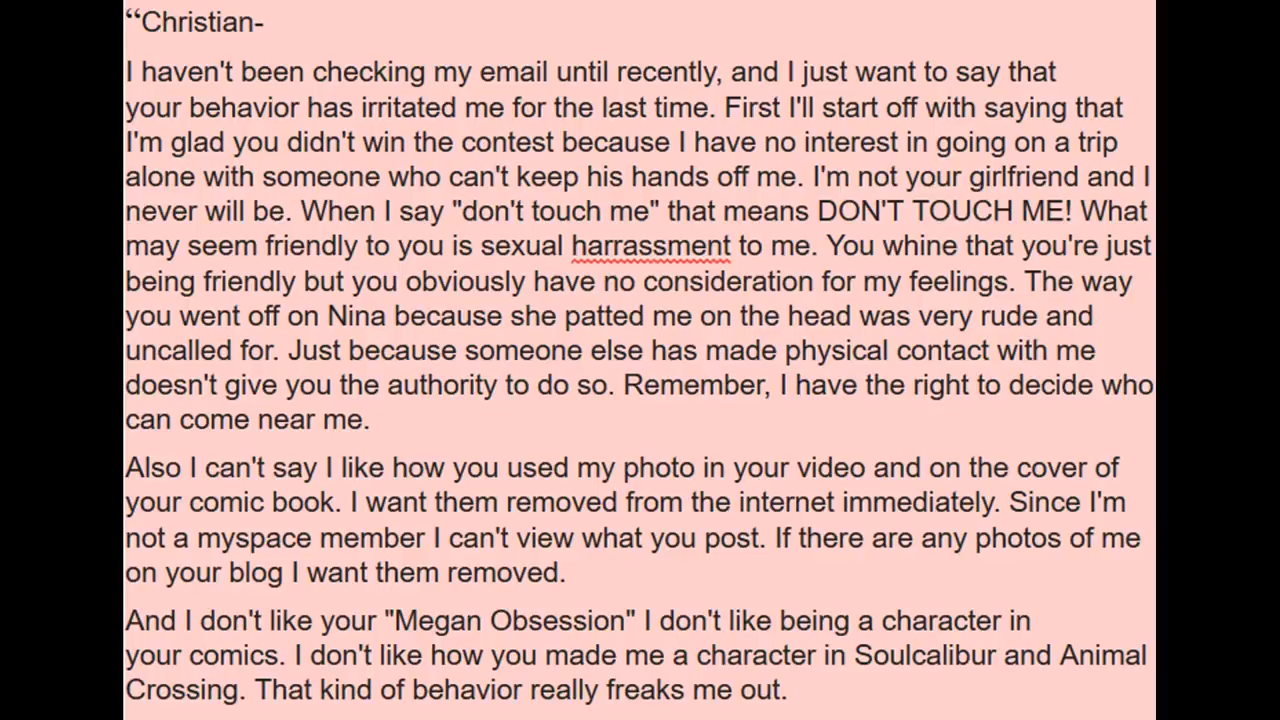 “Christian-
I haven't been checking my email until recently, and I just want to say that
your behavior has irritated me for the last time. First I'll start off with saying that
I'm glad you didn't win the contest because I have no interest in going on a trip
alone with someone who can't keep his hands off me. I'm not your girlfriend and I
never will be. When I say "don't touch me" that means DON'T TOUCH ME! What
may seem friendly to you is sexual harrassment to me. You whine that you're just
being friendly but you obviously have no consideration for my feelings. The way
you went off on Nina because she patted me on the head was very rude and
uncalled for. Just because someone else has made physical contact with me
doesn't give you the authority to do so. Remember, I have the right to decide who
can come near me.
Also I can't say I like how you used my photo in your video and on the cover of
your comic book. I want them removed from the internet immediately. Since I'm
not a myspace member I can't view what you post. If there are any photos of me
on your blog I want them removed.
And I don't like your "Megan Obsession" I don't like being a character in
your comics. I don't like how you made me a character in Soulcalibur and Animal
Crossing. That kind of behavior really freaks me out.